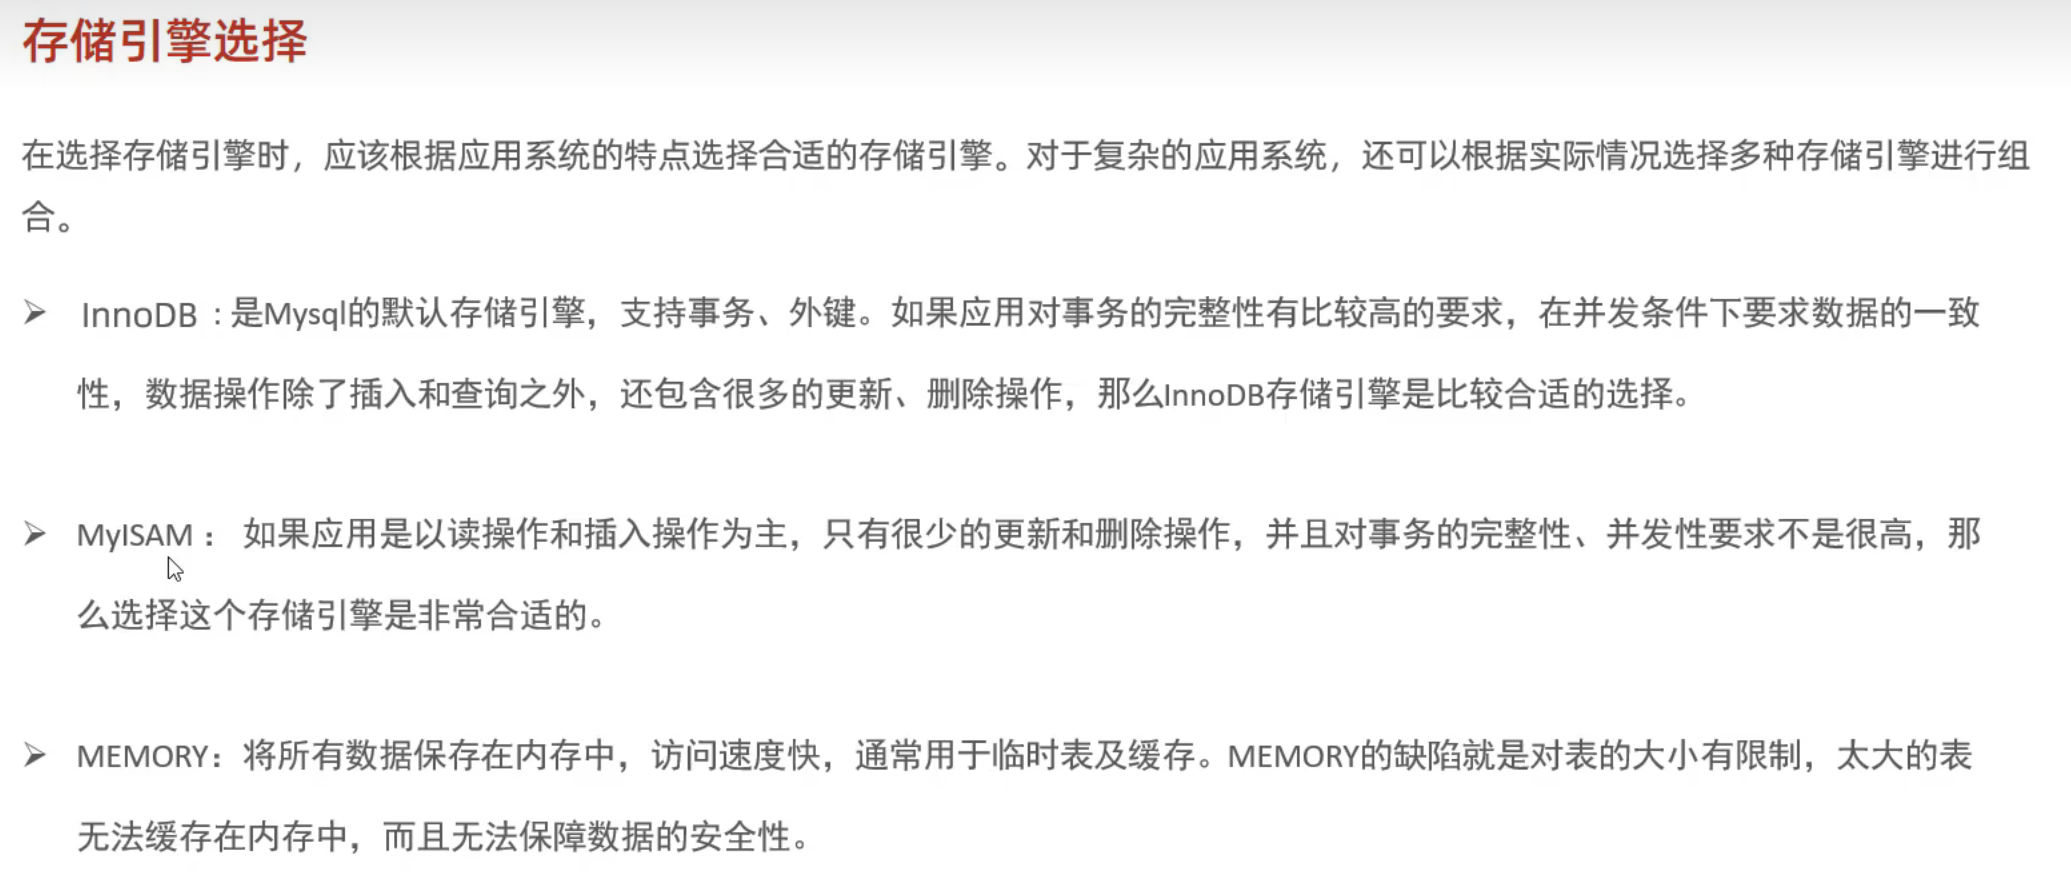 存储引擎选择
在选择存储引擎时，应该根据应用系统的特点选择合适的存储引擎。对于复杂的应用系统，还可以根据实际情况选择多种存储引擎进行组
合。
➢ InnoDB : 是Mysql的默认存储引擎，支持事务、外键。如果应用对事务的完整性有比较高的要求，在并发条件下要求数据的一致
性，数据操作除了插入和查询之外，还包含很多的更新、删除操作，那么InnoDB存储引擎是比较合适的选择。
➢ MyISAM ： 如果应用是以读操作和插入操作为主，只有很少的更新和删除操作，并且对事务的完整性、并发性要求不是很高，那
么选择这个存储引擎是非常合适的。
➢ MEMORY：将所有数据保存在内存中，访问速度快，通常用于临时表及缓存。MEMORY的缺陷就是对表的大小有限制，太大的表
无法缓存在内存中，而且无法保障数据的安全性。